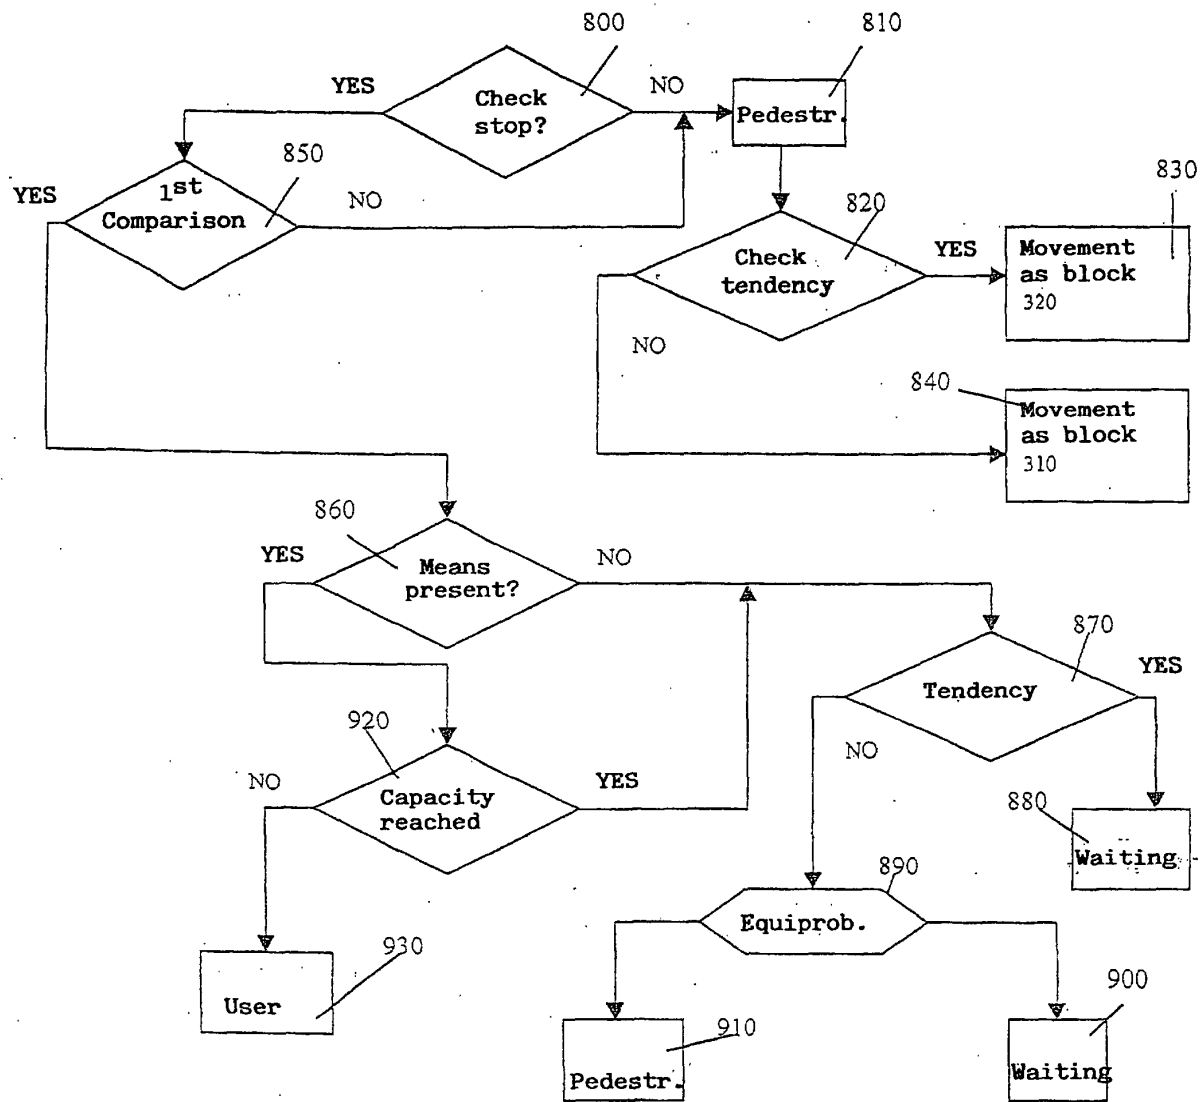 800
810
YES
Check
stop?
NO
Pedestr.
850
YES
1st
Comparison
NO
820
830
Check
tendency
YES
Movement
as block
320
NO
840
Movement
as block
310
860
YES
Means
present?
NO
870
Tendency
YES
920
NO
NO
Capacity
reached
YES
880
Waiting
890
Equiprob.
930
User
900
910
Pedestr.
Waiting